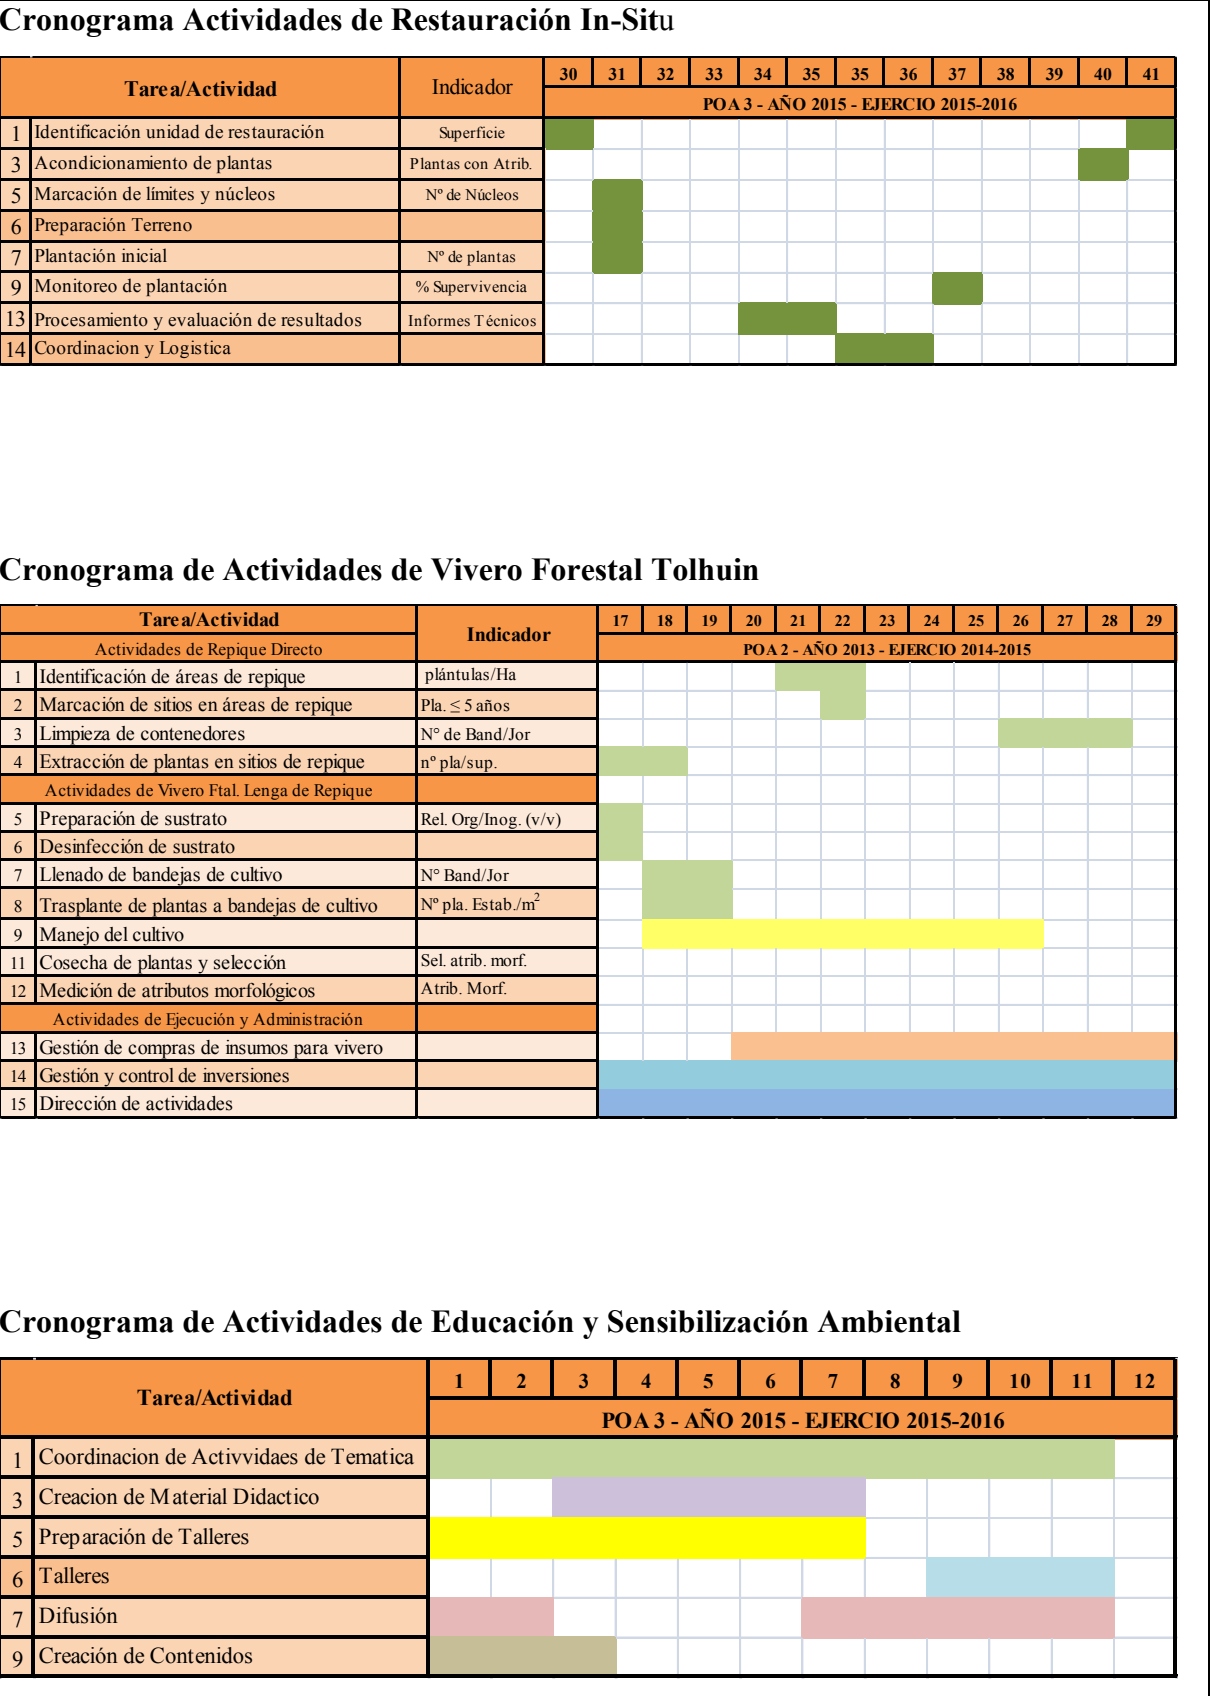 Cronograma Actividades de Restauración In-Situ
Tarea/Actividad Indicador 30 31 32 33 34 35 35 36 37 38 39 40 41
POA 3 - AÑO 2015 - EJERCIO 2015-2016
1 Identificación unidad de restauración Superficie
3 Acondicionamiento de plantas Plantas con Atrib.
5 Marcación de límites y núcleos Nº de Núcleos
6 Preparación Terreno
7 Plantación inicial Nº de plantas
9 Monitoreo de plantación % Supervivencia
13 Procesamiento y evaluación de resultados Informes Técnicos
14 Coordinacion y Logistica
Cronograma de Actividades de Vivero Forestal Tolhuin
Tarea/Actividad Indicador 17 18 19 20 21 22 23 24 25 26 27 28 29
Actividades de Repique Directo POA 2 - AÑO 2013 - EJERCIO 2014-2015
1 Identificación de áreas de repique plántulas/Ha
2 Marcación de sitios en áreas de repique Pla. ≤ 5 años
3 Limpieza de contenedores N° de Band/Jor
4 Extracción de plantas en sitios de repique nº pla/sup.
Actividades de Vivero Ftal. Lenga de Repique
5 Preparación de sustrato Rel. Org/Inog. (v/v)
6 Desinfección de sustrato
7 Llenado de bandejas de cultivo N° Band/Jor
8 Trasplante de plantas a bandejas de cultivo Nº pla. Estab./m²
9 Manejo del cultivo
11 Cosecha de plantas y selección Sel. atrib. morf.
12 Medición de atributos morfológicos Atrib. Morf.
Actividades de Ejecución y Administración
13 Gestión de compras de insumos para vivero
14 Gestión y control de inversiones
15 Dirección de actividades
Cronograma de Actividades de Educación y Sensibilización Ambiental
Tarea/Actividad 1 2 3 4 5 6 7 8 9 10 11 12
POA 3 - AÑO 2015 - EJERCIO 2015-2016
1 Coordinacion de Activvidaes de Tematica
3 Creacion de Material Didactico
5 Preparación de Talleres
6 Talleres
7 Difusión
9 Creación de Contenidos